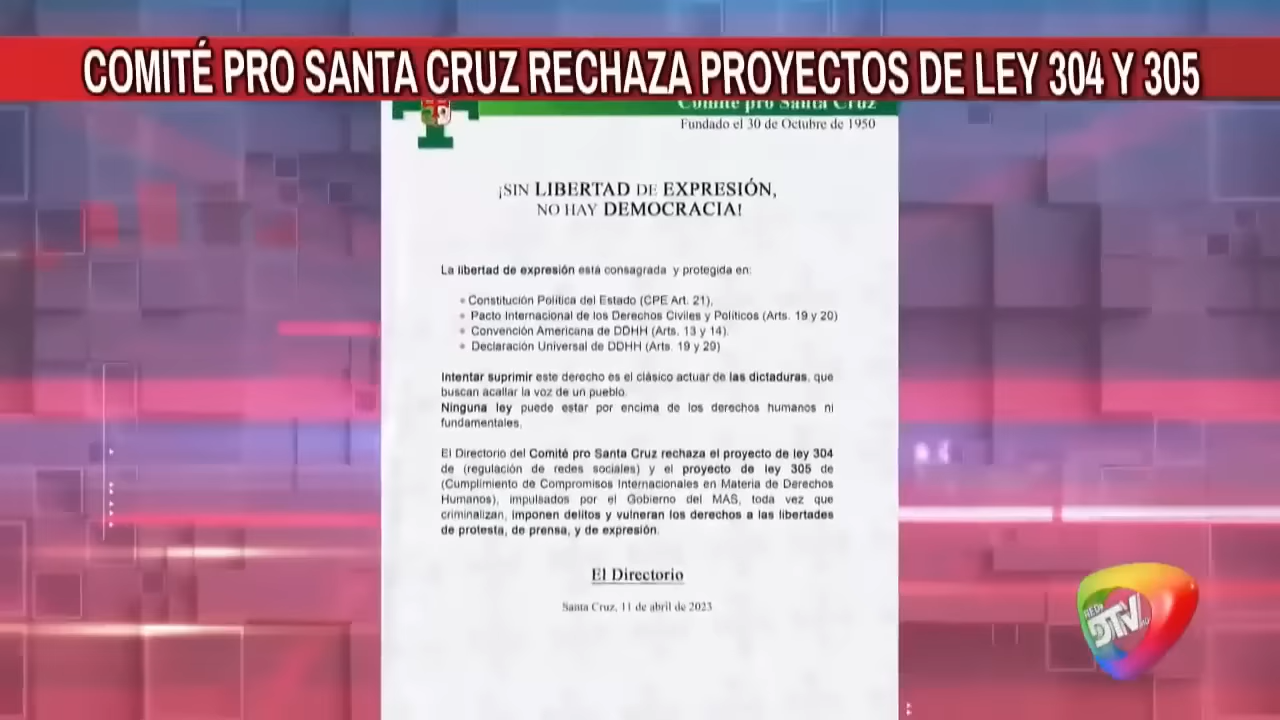 COMITÉ PRO SANTA CRUZ RECHAZA PROYECTOS DE LEY 304 Y 305
Comité pro Santa Cruz
Fundado el 30 de Octubre de 1950
¡SIN LIBERTAD DE EXPRESIÓN,
NO HAY DEMOCRACIA!
La libertad de expresión está consagrada y protegida en:
• Constitución Política del Estado (CPE Art. 21),
• Pacto Internacional de los Derechos Civiles y Políticos (Arts. 19 y 20)
• Convención Americana de DDHH (Arts. 13 y 14).
• Declaración Universal de DDHH (Arts. 19 y 29)
Intentar suprimir este derecho es el clásico actuar de las dictaduras, que
buscan acallar la voz de un pueblo.
Ninguna ley puede estar por encima de los derechos humanos ni
fundamentales.
El Directorio del Comité pro Santa Cruz rechaza el proyecto de ley 304
de (regulación de redes sociales) y el proyecto de ley 305 de
(Cumplimiento de Compromisos Internacionales en Materia de Derechos
Humanos), impulsados por el Gobierno del MAS, toda vez que
criminalizan, imponen delitos y vulneran los derechos a las libertades
de protesta, de prensa, y de expresión.
El Directorio
Santa Cruz, 11 de abril de 2023
RED
DTV